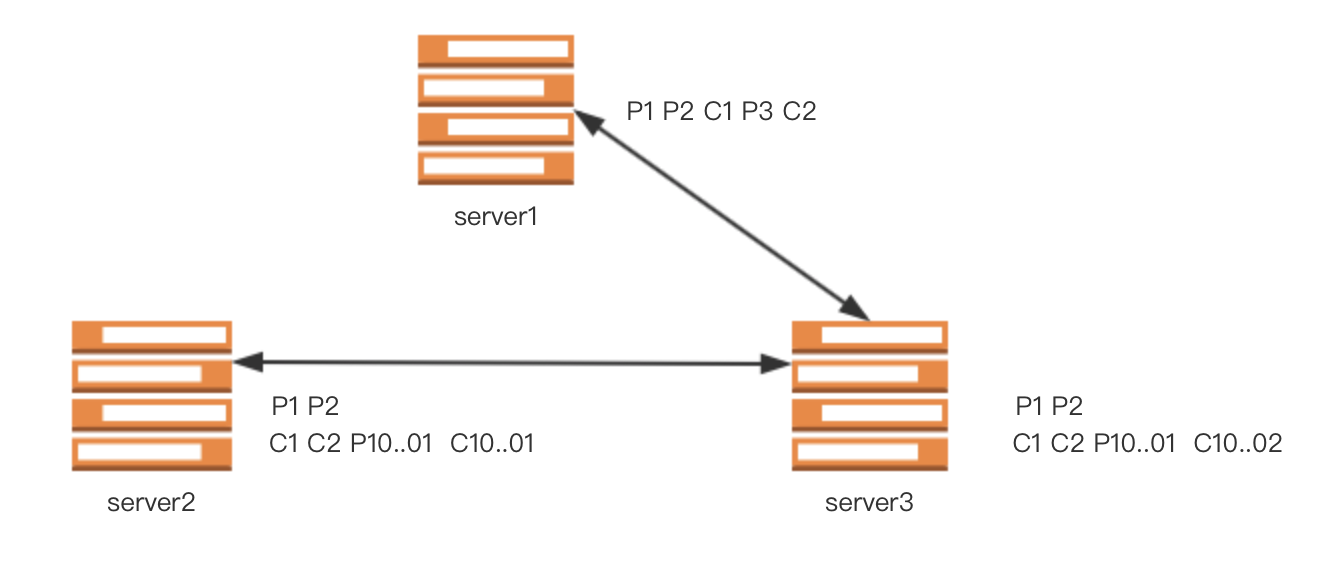 P1 P2 C1 P3 C2
server1
P1 P2
C1 C2 P10..01 C10..01
server2
P1 P2
C1 C2 P10..01 C10..02
server3